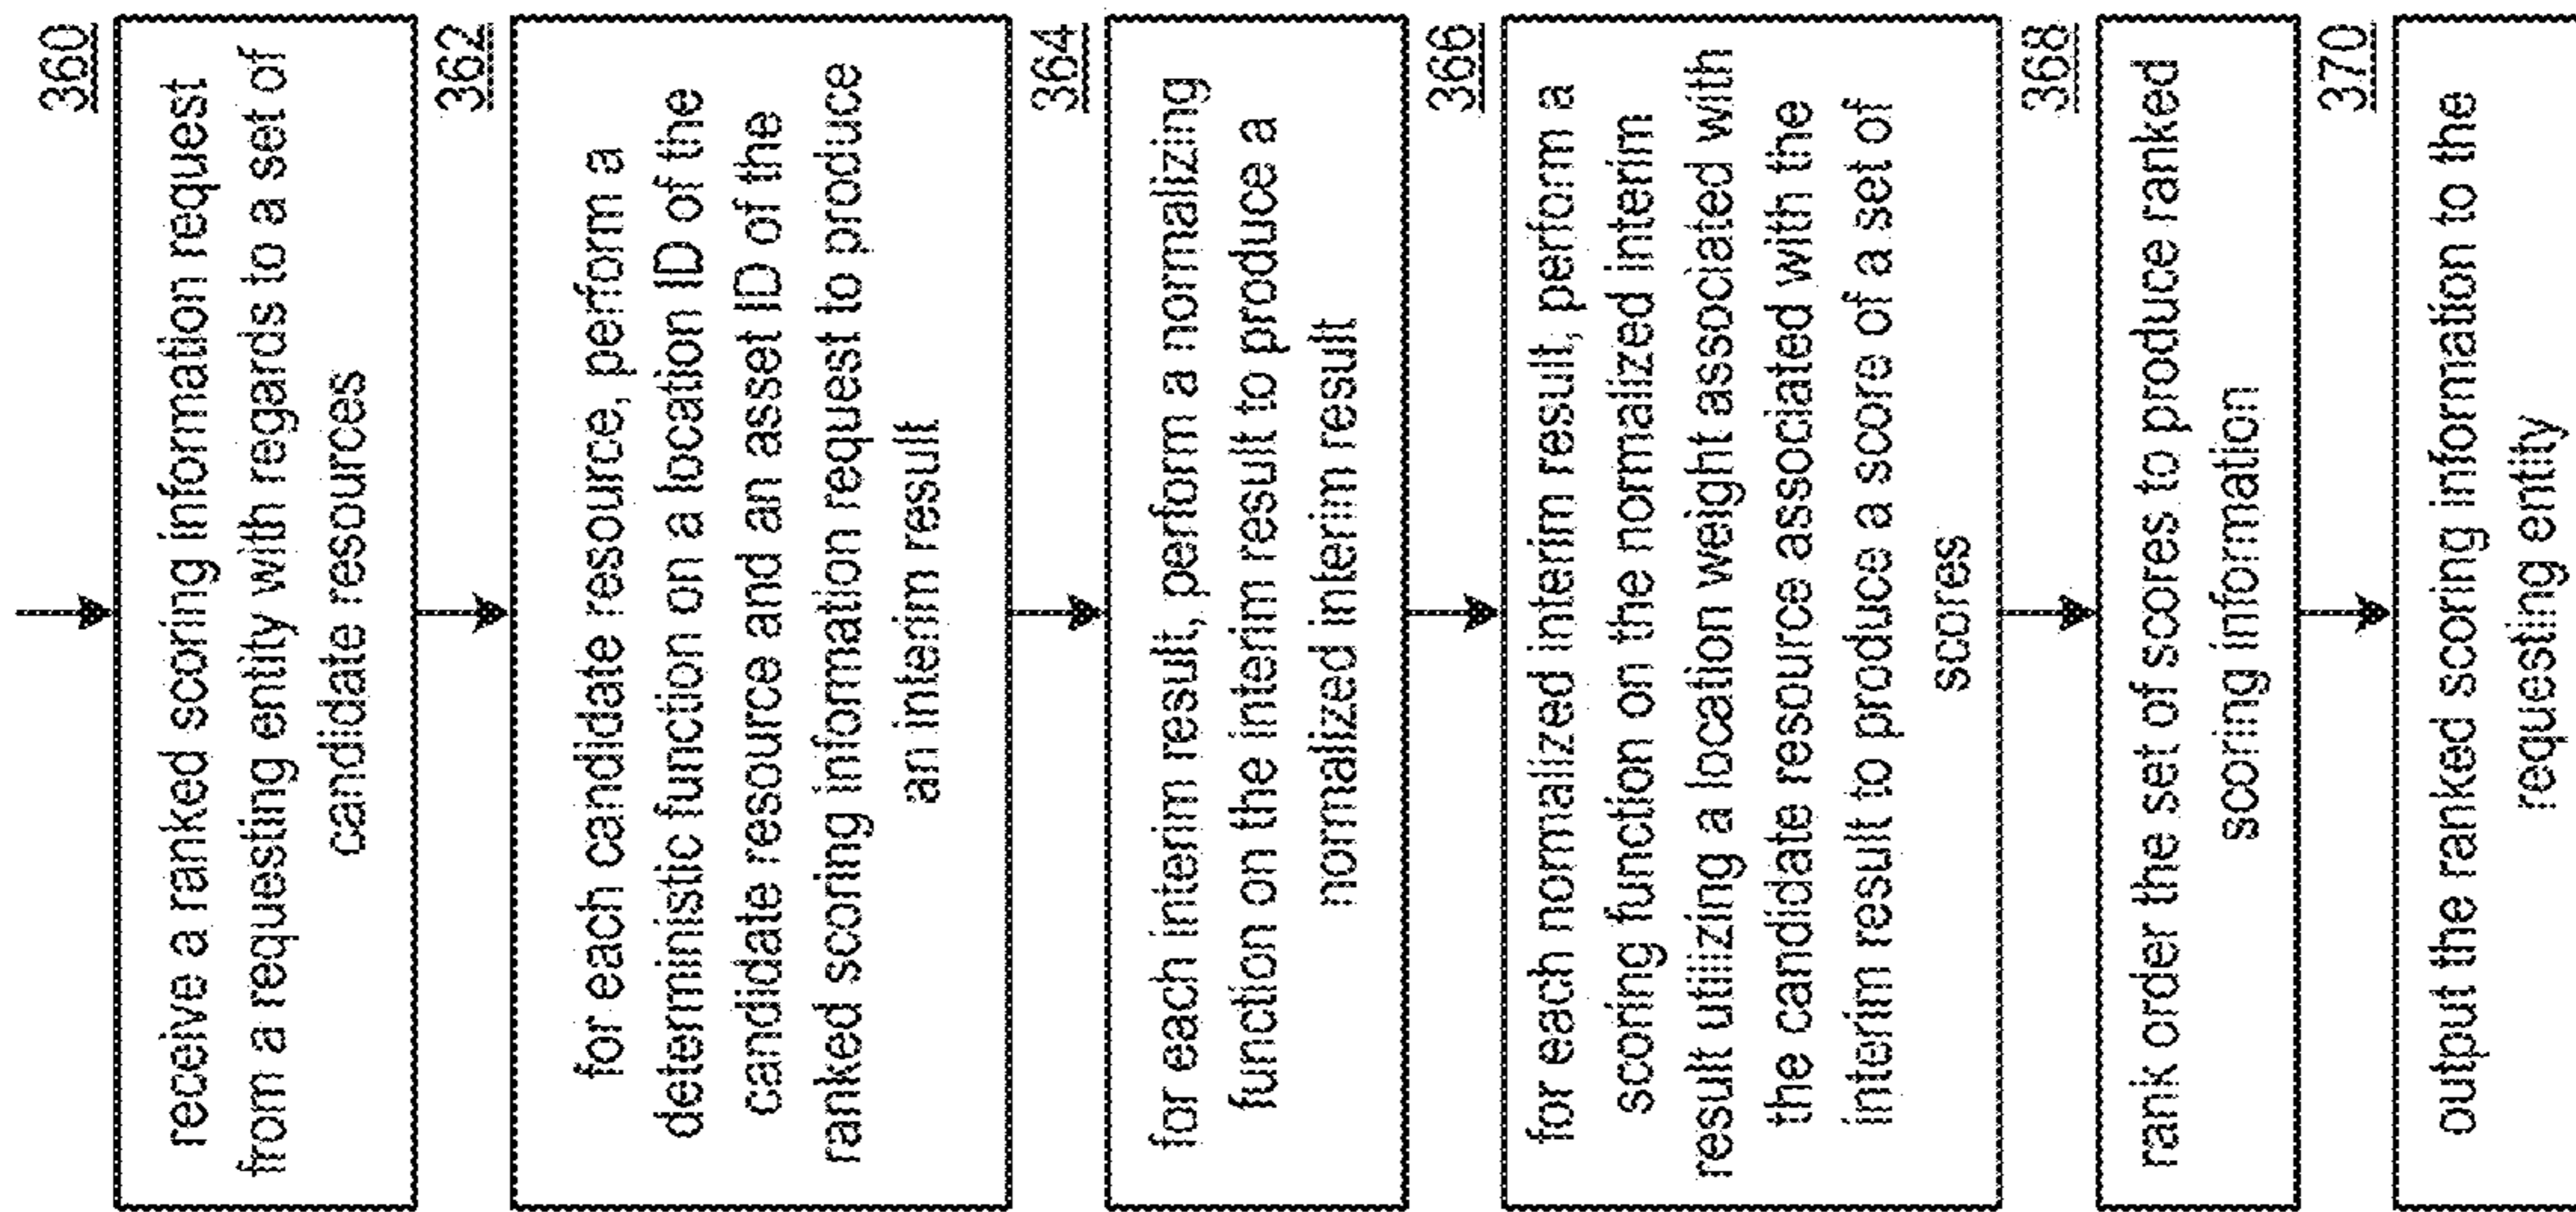 360
receive a ranked scoring information request
from a requesting entity with regards to a set of
candidate resources
362
for each candidate resource, perform a
deterministic function on a location ID of the
candidate resource and an asset ID of the
ranked scoring information request to produce
an interim result
364
for each interim result, perform a normalizing
function on the interim result to produce a
normalized interim result
366
for each normalized interim result, perform a
scoring function on the normalized interim
result utilizing a location weight associated with
the candidate resource associated with the
interim result to produce a score of a set of
scores
368
rank order the set of scores to produce ranked
scoring information
370
output the ranked scoring information to the
requesting entity